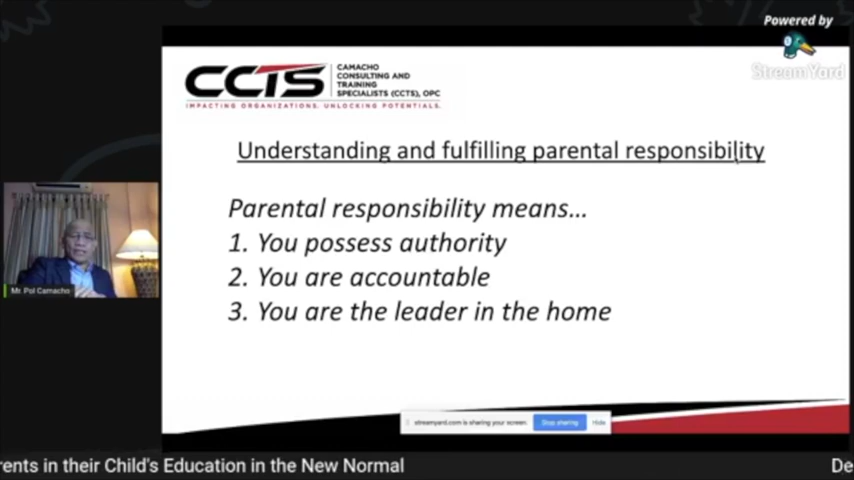 Powered by
StreamYard
CCTS
CAMACHO
CONSULTING AND
TRAINING
SPECIALISTS (CCTS), OPC
IMPACTING ORGANIZATIONS. UNLOCKING POTENTIALS.
Understanding and fulfilling parental responsibility
Parental responsibility means...
1. You possess authority
2. You are accountable
3. You are the leader in the home
Mr. Pol Camacho
streamyard.com is sharing your screen. Stop sharing Hide
rents in their Child's Education in the New Normal
De